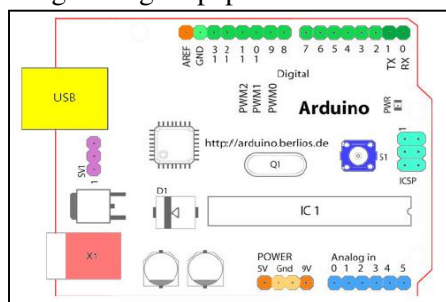 AREF
GND
13
12
11
10
9
8
7
6
5
4
3
2
1
0
TX
RX
Digital
USB
PWM2
PWM1
PWM0
Arduino
PWR
SV1
1
http://arduino.berlios.de
Q1
S1
1
ICSP
D1
IC 1
X1
POWER
5V Gnd 9V
Analog in
0 1 2 3 4 5